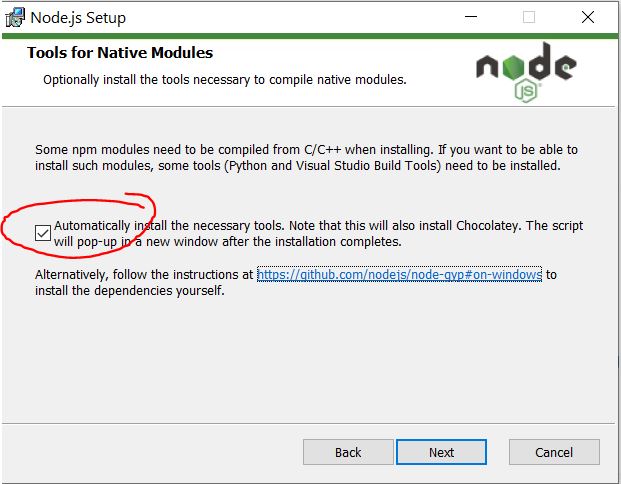 Node.js Setup
Tools for Native Modules
Optionally install the tools necessary to compile native modules.
node
JS
Some npm modules need to be compiled from C/C++ when installing. If you want to be able to
install such modules, some tools (Python and Visual Studio Build Tools) need to be installed.
Automatically install the necessary tools. Note that this will also install Chocolatey. The script
will pop-up in a new window after the installation completes.
Alternatively, follow the instructions at https://github.com/nodejs/node-gyp#on-windows to
install the dependencies yourself.
Back
Next
Cancel